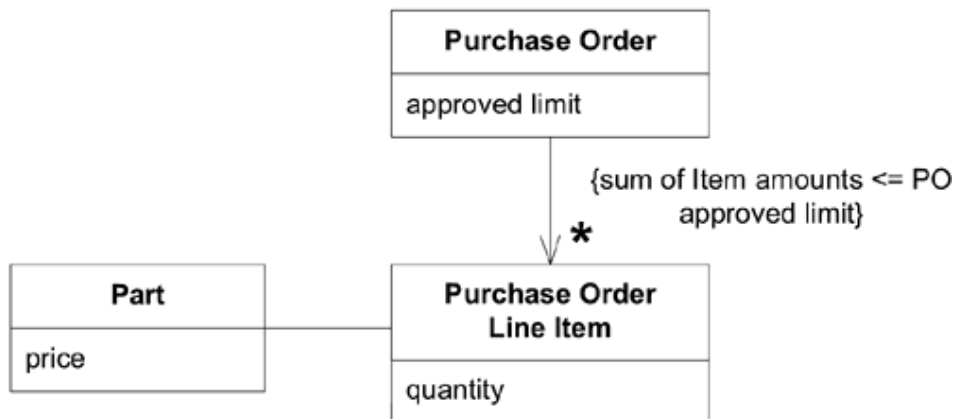 Purchase Order
approved limit
{sum of Item amounts <= PO
approved limit}
*
Part
price
Purchase Order
Line Item
quantity